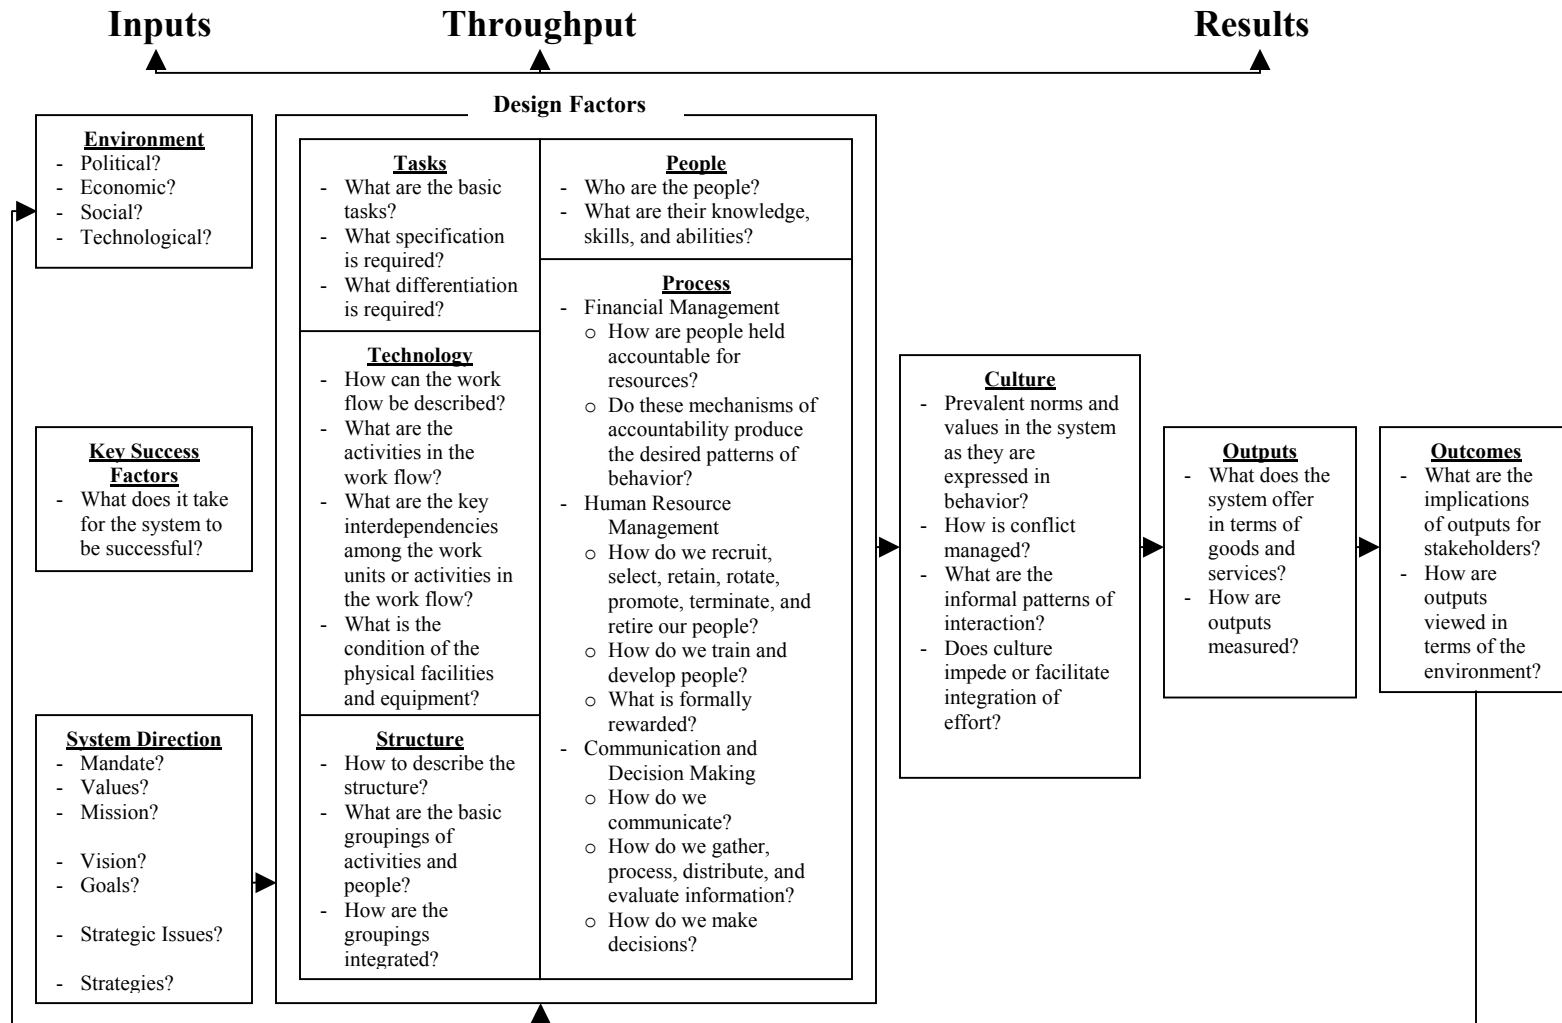 Inputs
Throughput
Results
Design Factors
Environment
- Political?
- Economic?
- Social?
- Technological?
Key Success
Factors
- What does it take
for the system to
be successful?
System Direction
- Mandate?
- Values?
- Mission?
- Vision?
- Goals?
- Strategic Issues?
- Strategies?
Tasks
- What are the basic
tasks?
- What specification
is required?
- What differentiation
is required?
Technology
- How can the work
flow be described?
- What are the
activities in the
work flow?
- What are the key
interdependencies
among the work
units or activities in
the work flow?
- What is the
condition of the
physical facilities
and equipment?
Structure
- How to describe the
structure?
- What are the basic
groupings of
activities and
people?
- How are the
groupings
integrated?
People
- Who are the people?
- What are their knowledge,
skills, and abilities?
Process
- Financial Management
o How are people held
accountable for
resources?
o Do these mechanisms of
accountability produce
the desired patterns of
behavior?
- Human Resource
Management
o How do we recruit,
select, retain, rotate,
promote, terminate, and
retire our people?
o How do we train and
develop people?
o What is formally
rewarded?
- Communication and
Decision Making
o How do we
communicate?
o How do we gather,
process, distribute, and
evaluate information?
o How do we make
decisions?
Culture
- Prevalent norms and
values in the system
as they are
expressed in
behavior?
- How is conflict
managed?
- What are the
informal patterns of
interaction?
- Does culture
impede or facilitate
integration of
effort?
Outputs
- What does the
system offer
in terms of
goods and
services?
- How are
outputs
measured?
Outcomes
- What are the
implications
of outputs for
stakeholders?
- How are
outputs
viewed in
terms of the
environment?